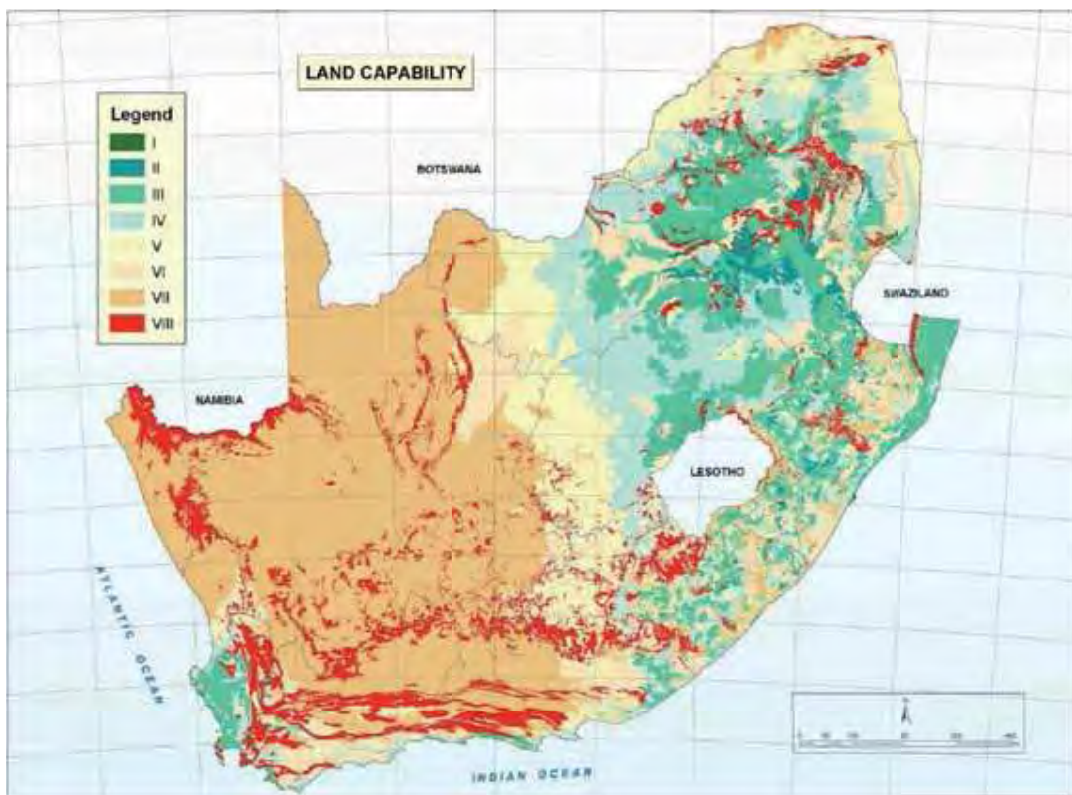 LAND CAPABILITY
Legend
I
II
III
IV
V
VI
VII
VIII
BOTSWANA
NAMIBIA
SWAZILAND
LESOTHO
ATLANTIC OCEAN
INDIAN OCEAN